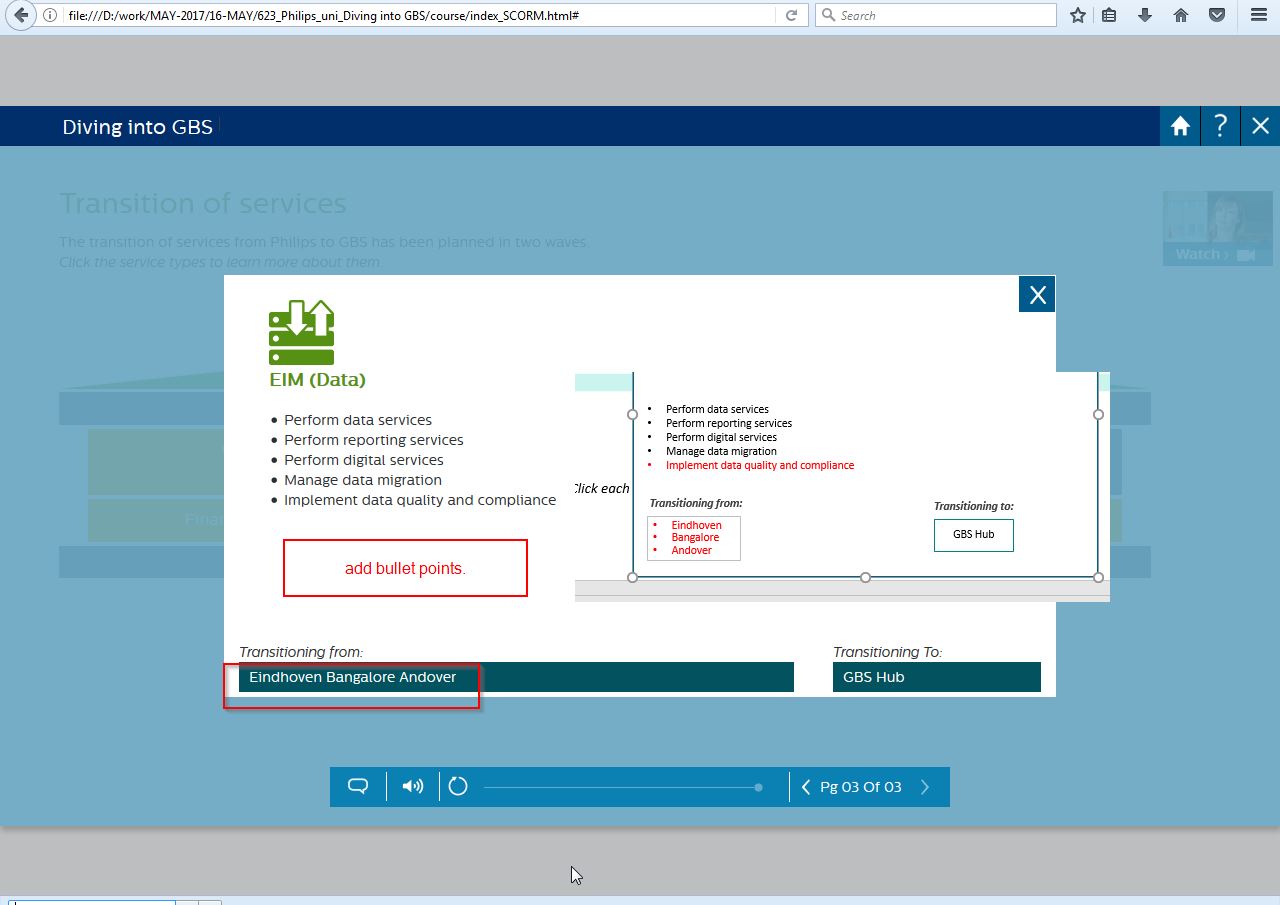 file:///D:/work/MAY-2017/16-MAY/623_Philips_uni_Diving into GBS/course/index_SCORM.html#
Search
Diving into GBS
?
Transition of services
The transition of services from Philips to GBS has been planned in two waves.
Click the service types to learn more about them.
Watch ›
X
EIM (Data)
• Perform data services
• Perform reporting services
• Perform digital services
• Manage data migration
• Implement data quality and compliance
add bullet points.
• Perform data services
• Perform reporting services
• Perform digital services
• Manage data migration
• Implement data quality and compliance
Click each
Transitioning from:
Transitioning to:
• Eindhoven
• Bangalore
• Andover
GBS Hub
Transitioning from:
Transitioning To:
Eindhoven Bangalore Andover
GBS Hub
Pg 03 Of 03